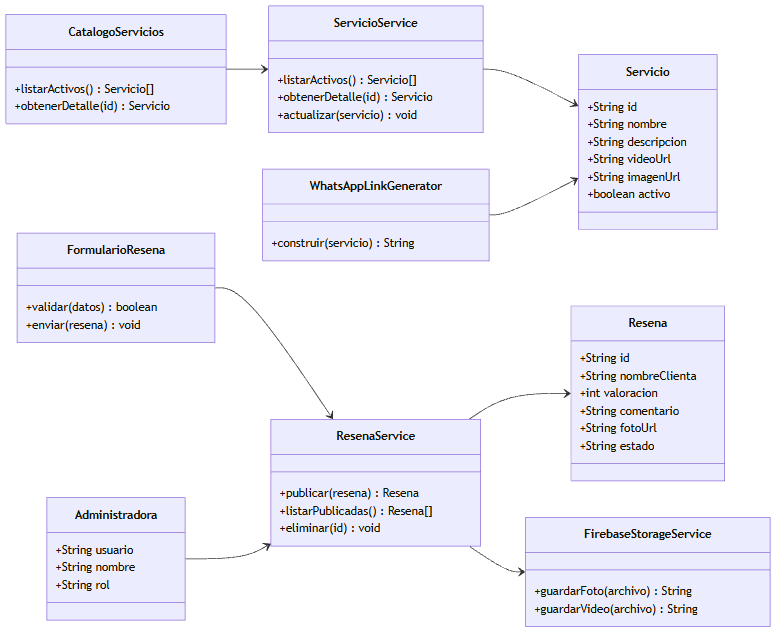 CatalogoServicios
+listarActivos() : Servicio[]
+obtenerDetalle(id) : Servicio
ServicioService
+listarActivos() : Servicio[]
+obtenerDetalle(id) : Servicio
+actualizar(servicio) : void
Servicio
+String id
+String nombre
+String descripcion
+String videoUrl
+String imagenUrl
+boolean activo
WhatsAppLinkGenerator
+construir(servicio) : String
FormularioResena
+validar(datos) : boolean
+enviar(resena) : void
Resena
+String id
+String nombreClienta
+int valoracion
+String comentario
+String fotoUrl
+String estado
ResenaService
+publicar(resena) : Resena
+listarPublicadas() : Resena[]
+eliminar(id) : void
Administradora
+String usuario
+String nombre
+String rol
FirebaseStorageService
+guardarFoto(archivo) : String
+guardarVideo(archivo) : String